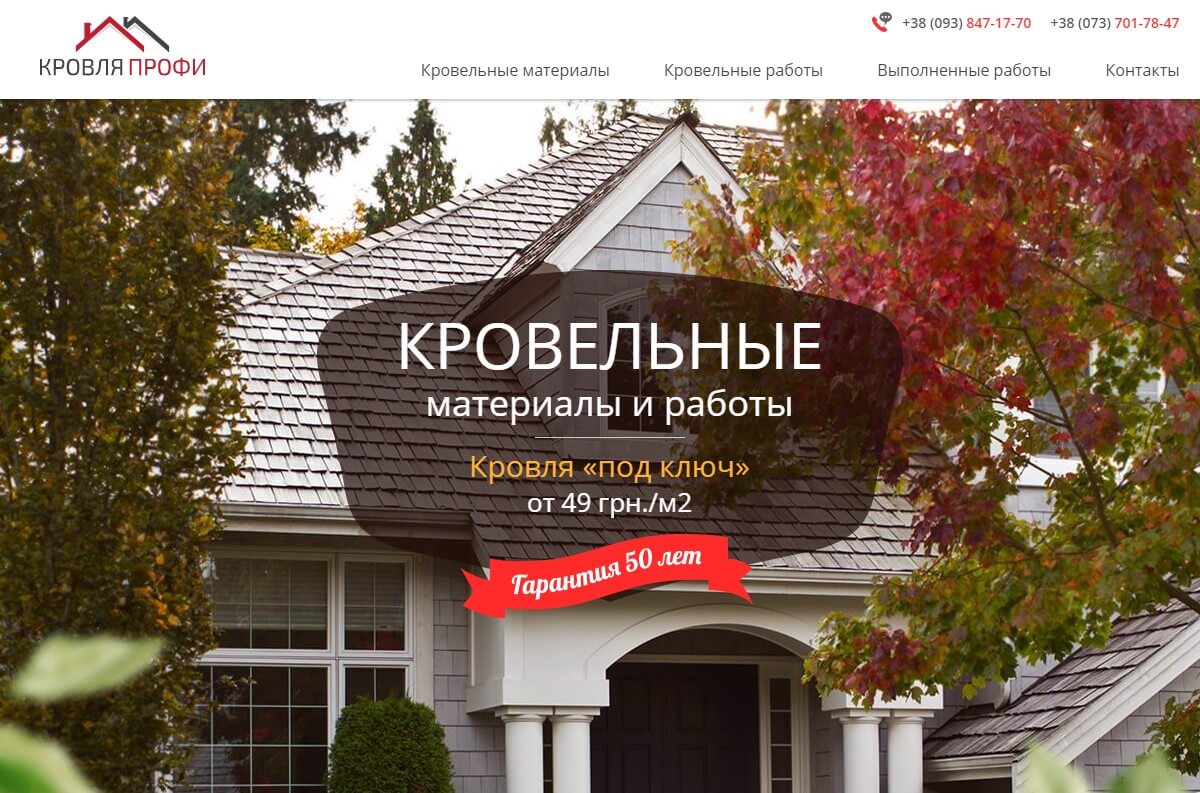 КРОВЛЯ ПРОФИ
+38 (093) 847-17-70 +38 (073) 701-78-47
Кровельные материалы Кровельные работы Выполненные работы Контакты
КРОВЕЛЬНЫЕ
материалы и работы
Кровля «под ключ»
от 49 грн./м2
Гарантия 50 лет